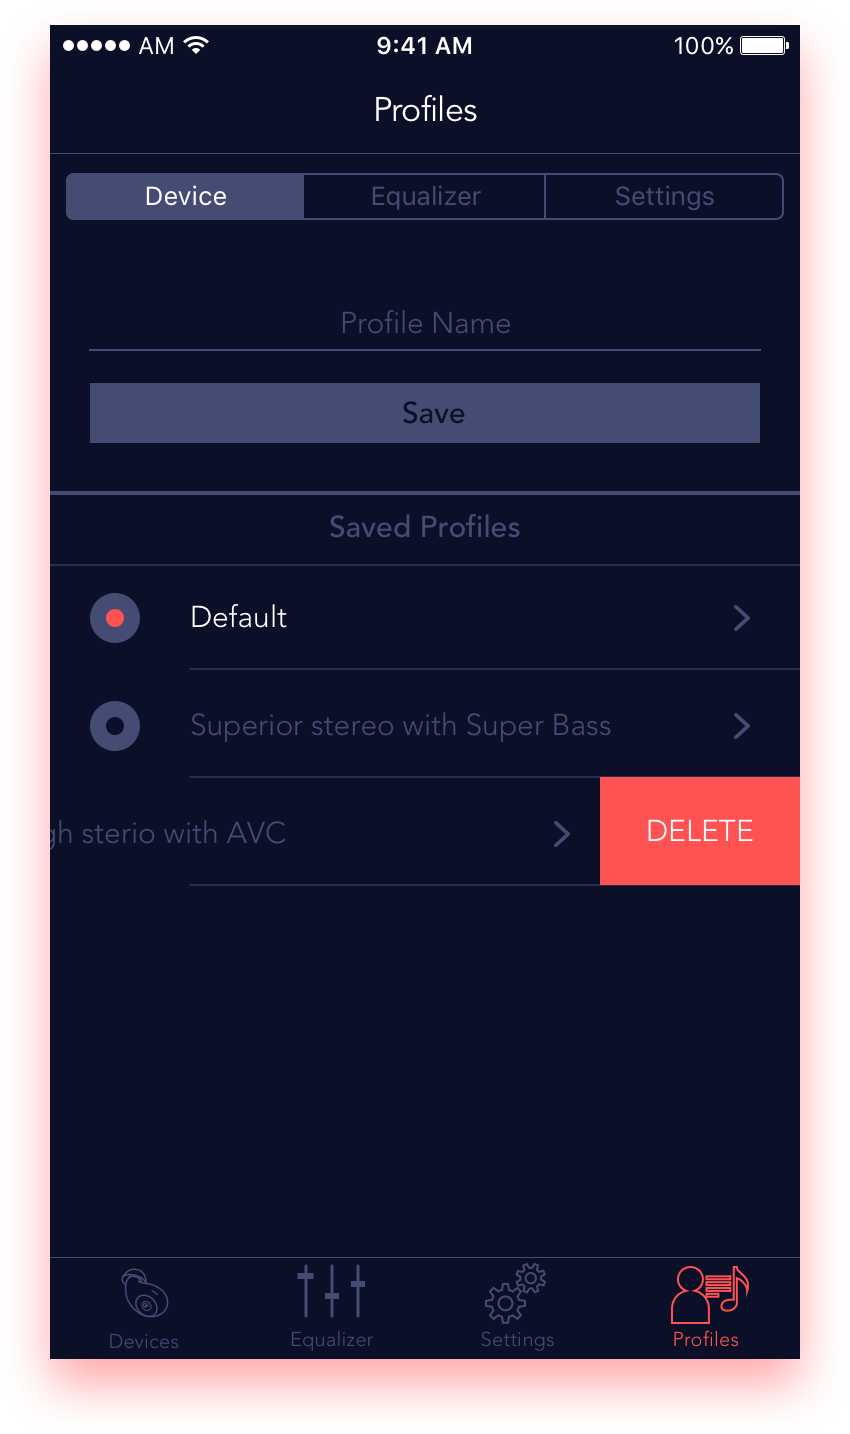 AM 9:41 AM 100%
Profiles
Device Equalizer Settings
Profile Name
Save
Saved Profiles
Default
Superior stereo with Super Bass
gh sterio with AVC DELETE
Devices Equalizer Settings Profiles